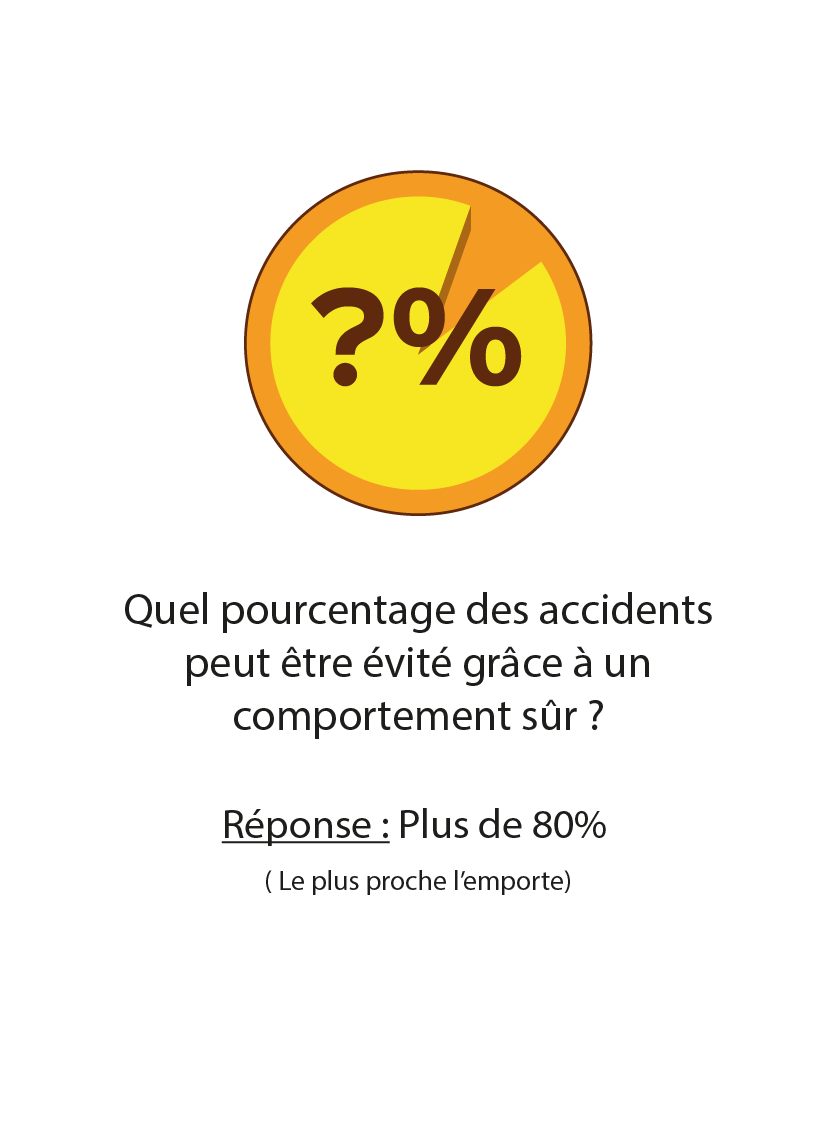 ?%
Quel pourcentage des accidents
peut être évité grâce à un
comportement sûr ?
Réponse : Plus de 80%
( Le plus proche l’emporte)